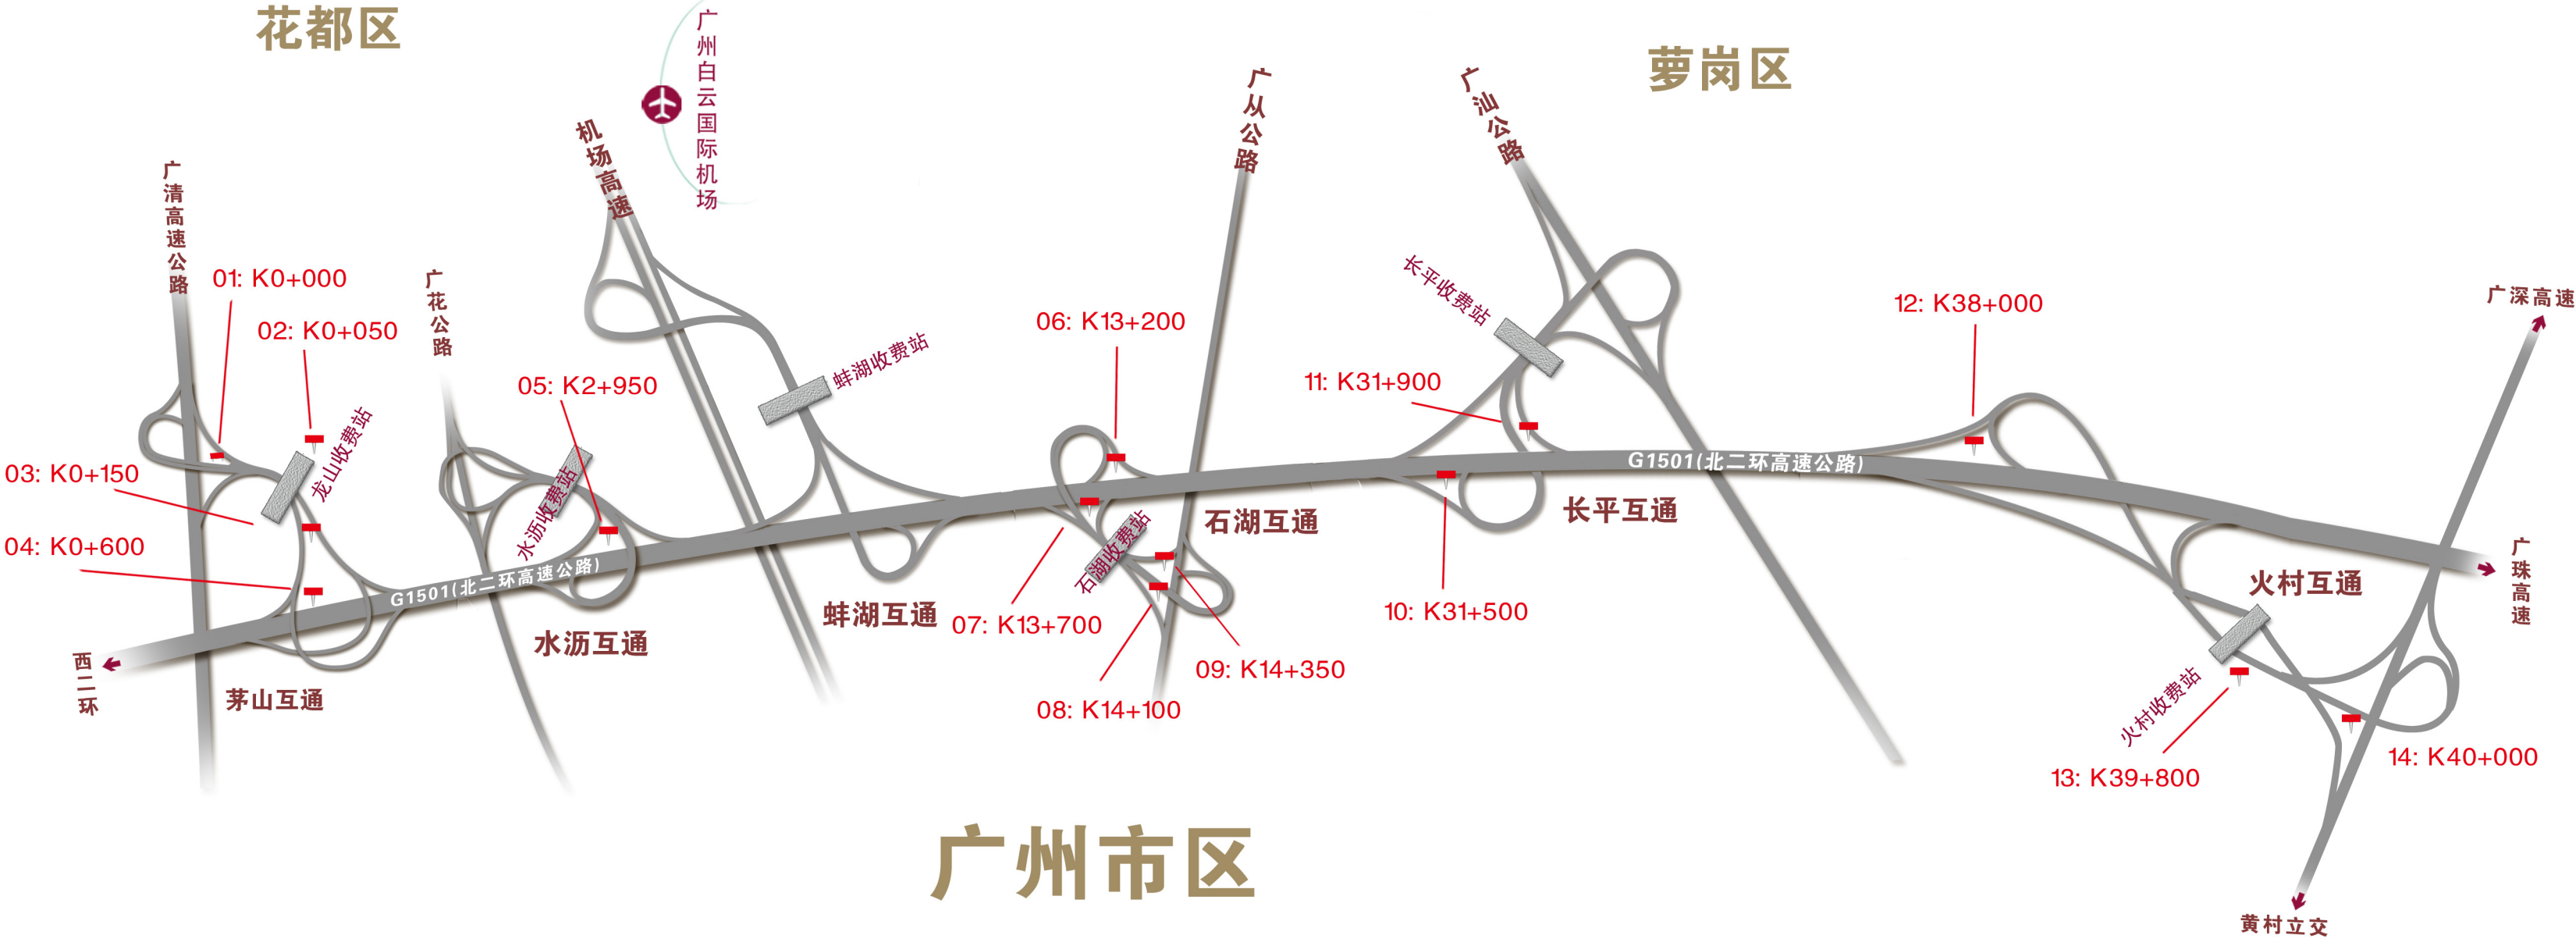 花都区
广州白云国际机场
萝岗区
广清高速公路
01: K0+000
02: K0+050
03: K0+150
04: K0+600
龙山收费站
西二环
茅山互通
广花公路
05: K2+950
水沥收费站
G1501(北二环高速公路)
水沥互通
机场高速
蚌湖收费站
蚌湖互通
06: K13+200
广从公路
07: K13+700
石湖收费站
石湖互通
08: K14+100
09: K14+350
广汕公路
长平收费站
11: K31+900
10: K31+500
长平互通
G1501(北二环高速公路)
12: K38+000
广深高速
广珠高速
火村互通
火村收费站
13: K39+800
14: K40+000
黄村立交
广州市区